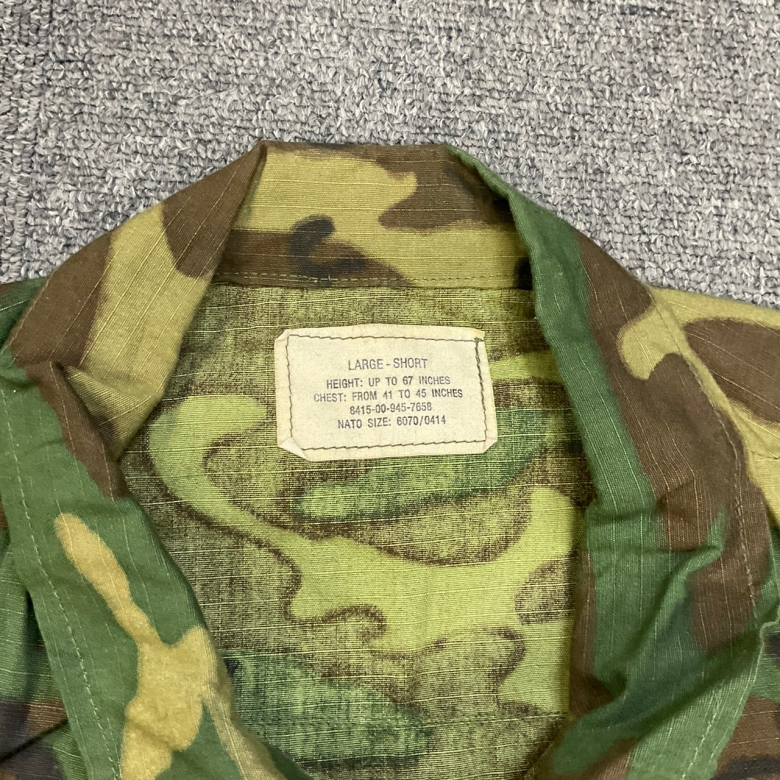 LARGE - SHORT
HEIGHT: UP TO 67 INCHES
CHEST: FROM 41 TO 45 INCHES
8415-00-945-7658
NATO SIZE: 6070/0414